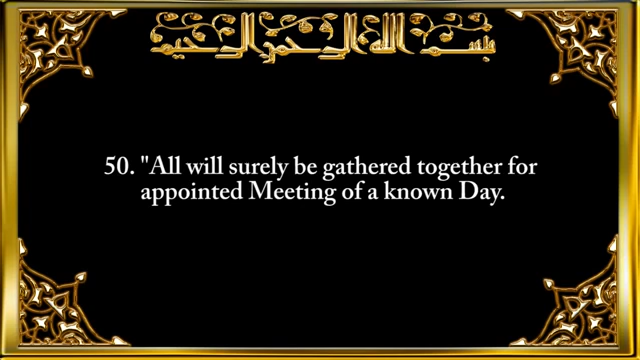 بسم الله الرحمن الرحيم
50. "All will surely be gathered together for
appointed Meeting of a known Day.